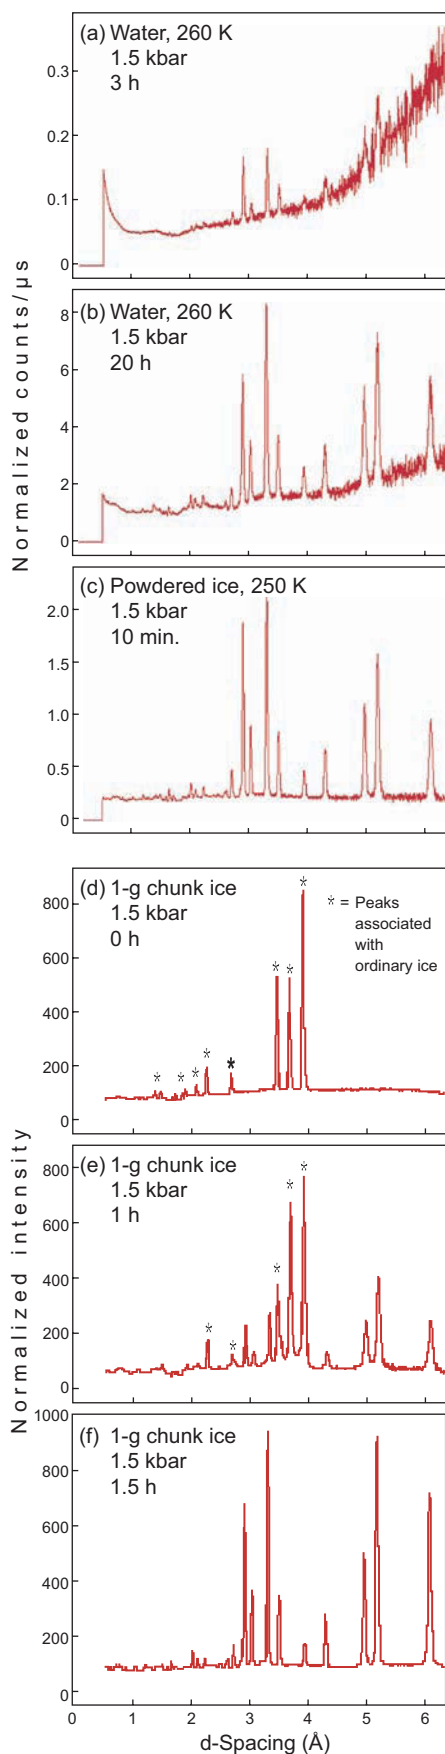 (a) Water, 260 K
1.5 kbar
3 h
0.3
0.2
0.1
0
(b) Water, 260 K
1.5 kbar
20 h
8
6
4
2
0
Normalized counts/µs
(c) Powdered ice, 250 K
1.5 kbar
10 min.
2.0
1.5
1.0
0.5
0
(d) 1-g chunk ice
1.5 kbar
0 h
* = Peaks
associated
with
ordinary ice
* * * * * * * *
800
600
400
200
0
(e) 1-g chunk ice
1.5 kbar
1 h
* * * * *
800
600
400
200
0
Normalized intensity
(f) 1-g chunk ice
1.5 kbar
1.5 h
1000
800
600
400
200
0
0 1 2 3 4 5 6
d-Spacing (Å)